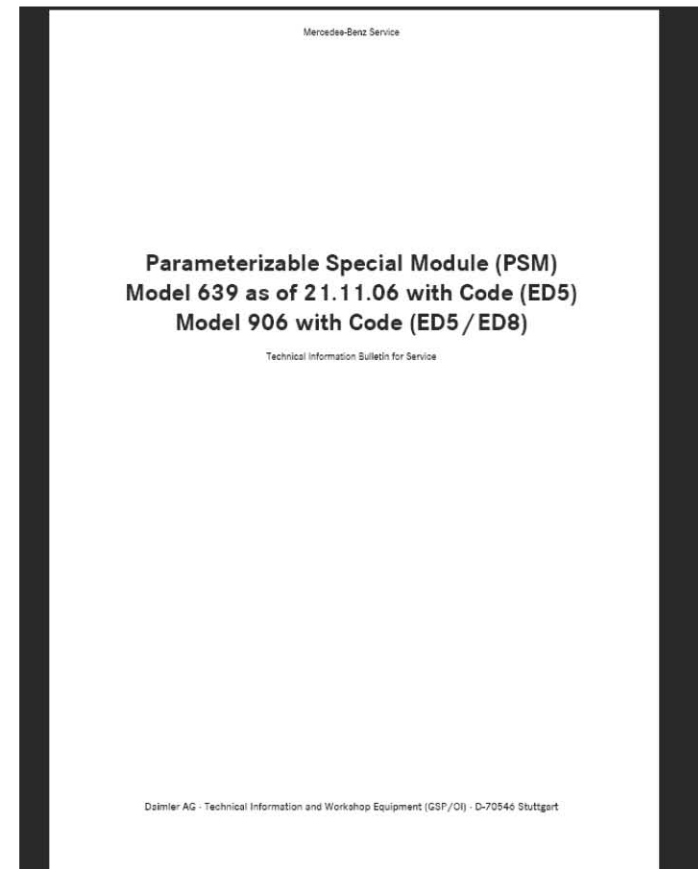 Mercedes-Benz Service
Parameterizable Special Module (PSM)
Model 639 as of 21.11.06 with Code (ED5)
Model 906 with Code (ED5/ED8)
Technical Information Bulletin for Service
Daimler AG · Technical Information and Workshop Equipment (GSP/OI) · D-70546 Stuttgart